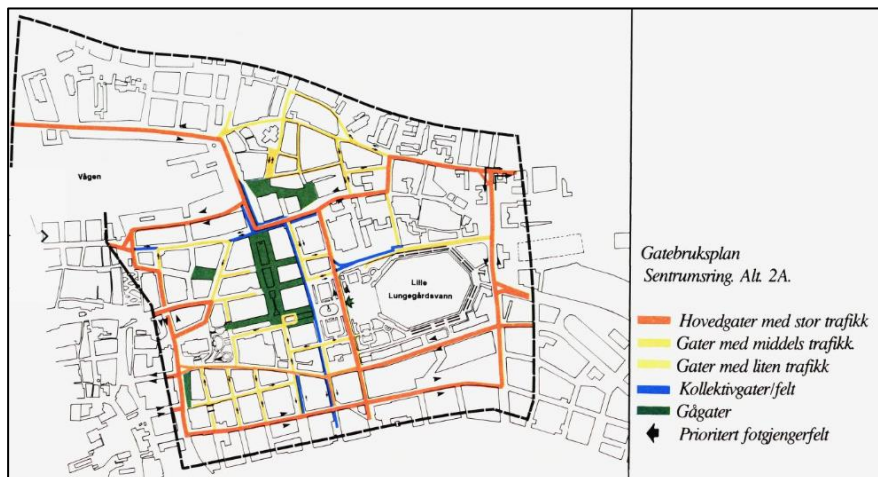 Vågen
Lille
Lungegårdsvann
Gatebruksplan
Sentrumsring. Alt. 2A.
Hovedgater med stor trafikk
Gater med middels trafikk.
Gater med liten trafikk
Kollektivgater/felt
Gågater
Prioritert fotgjengerfelt